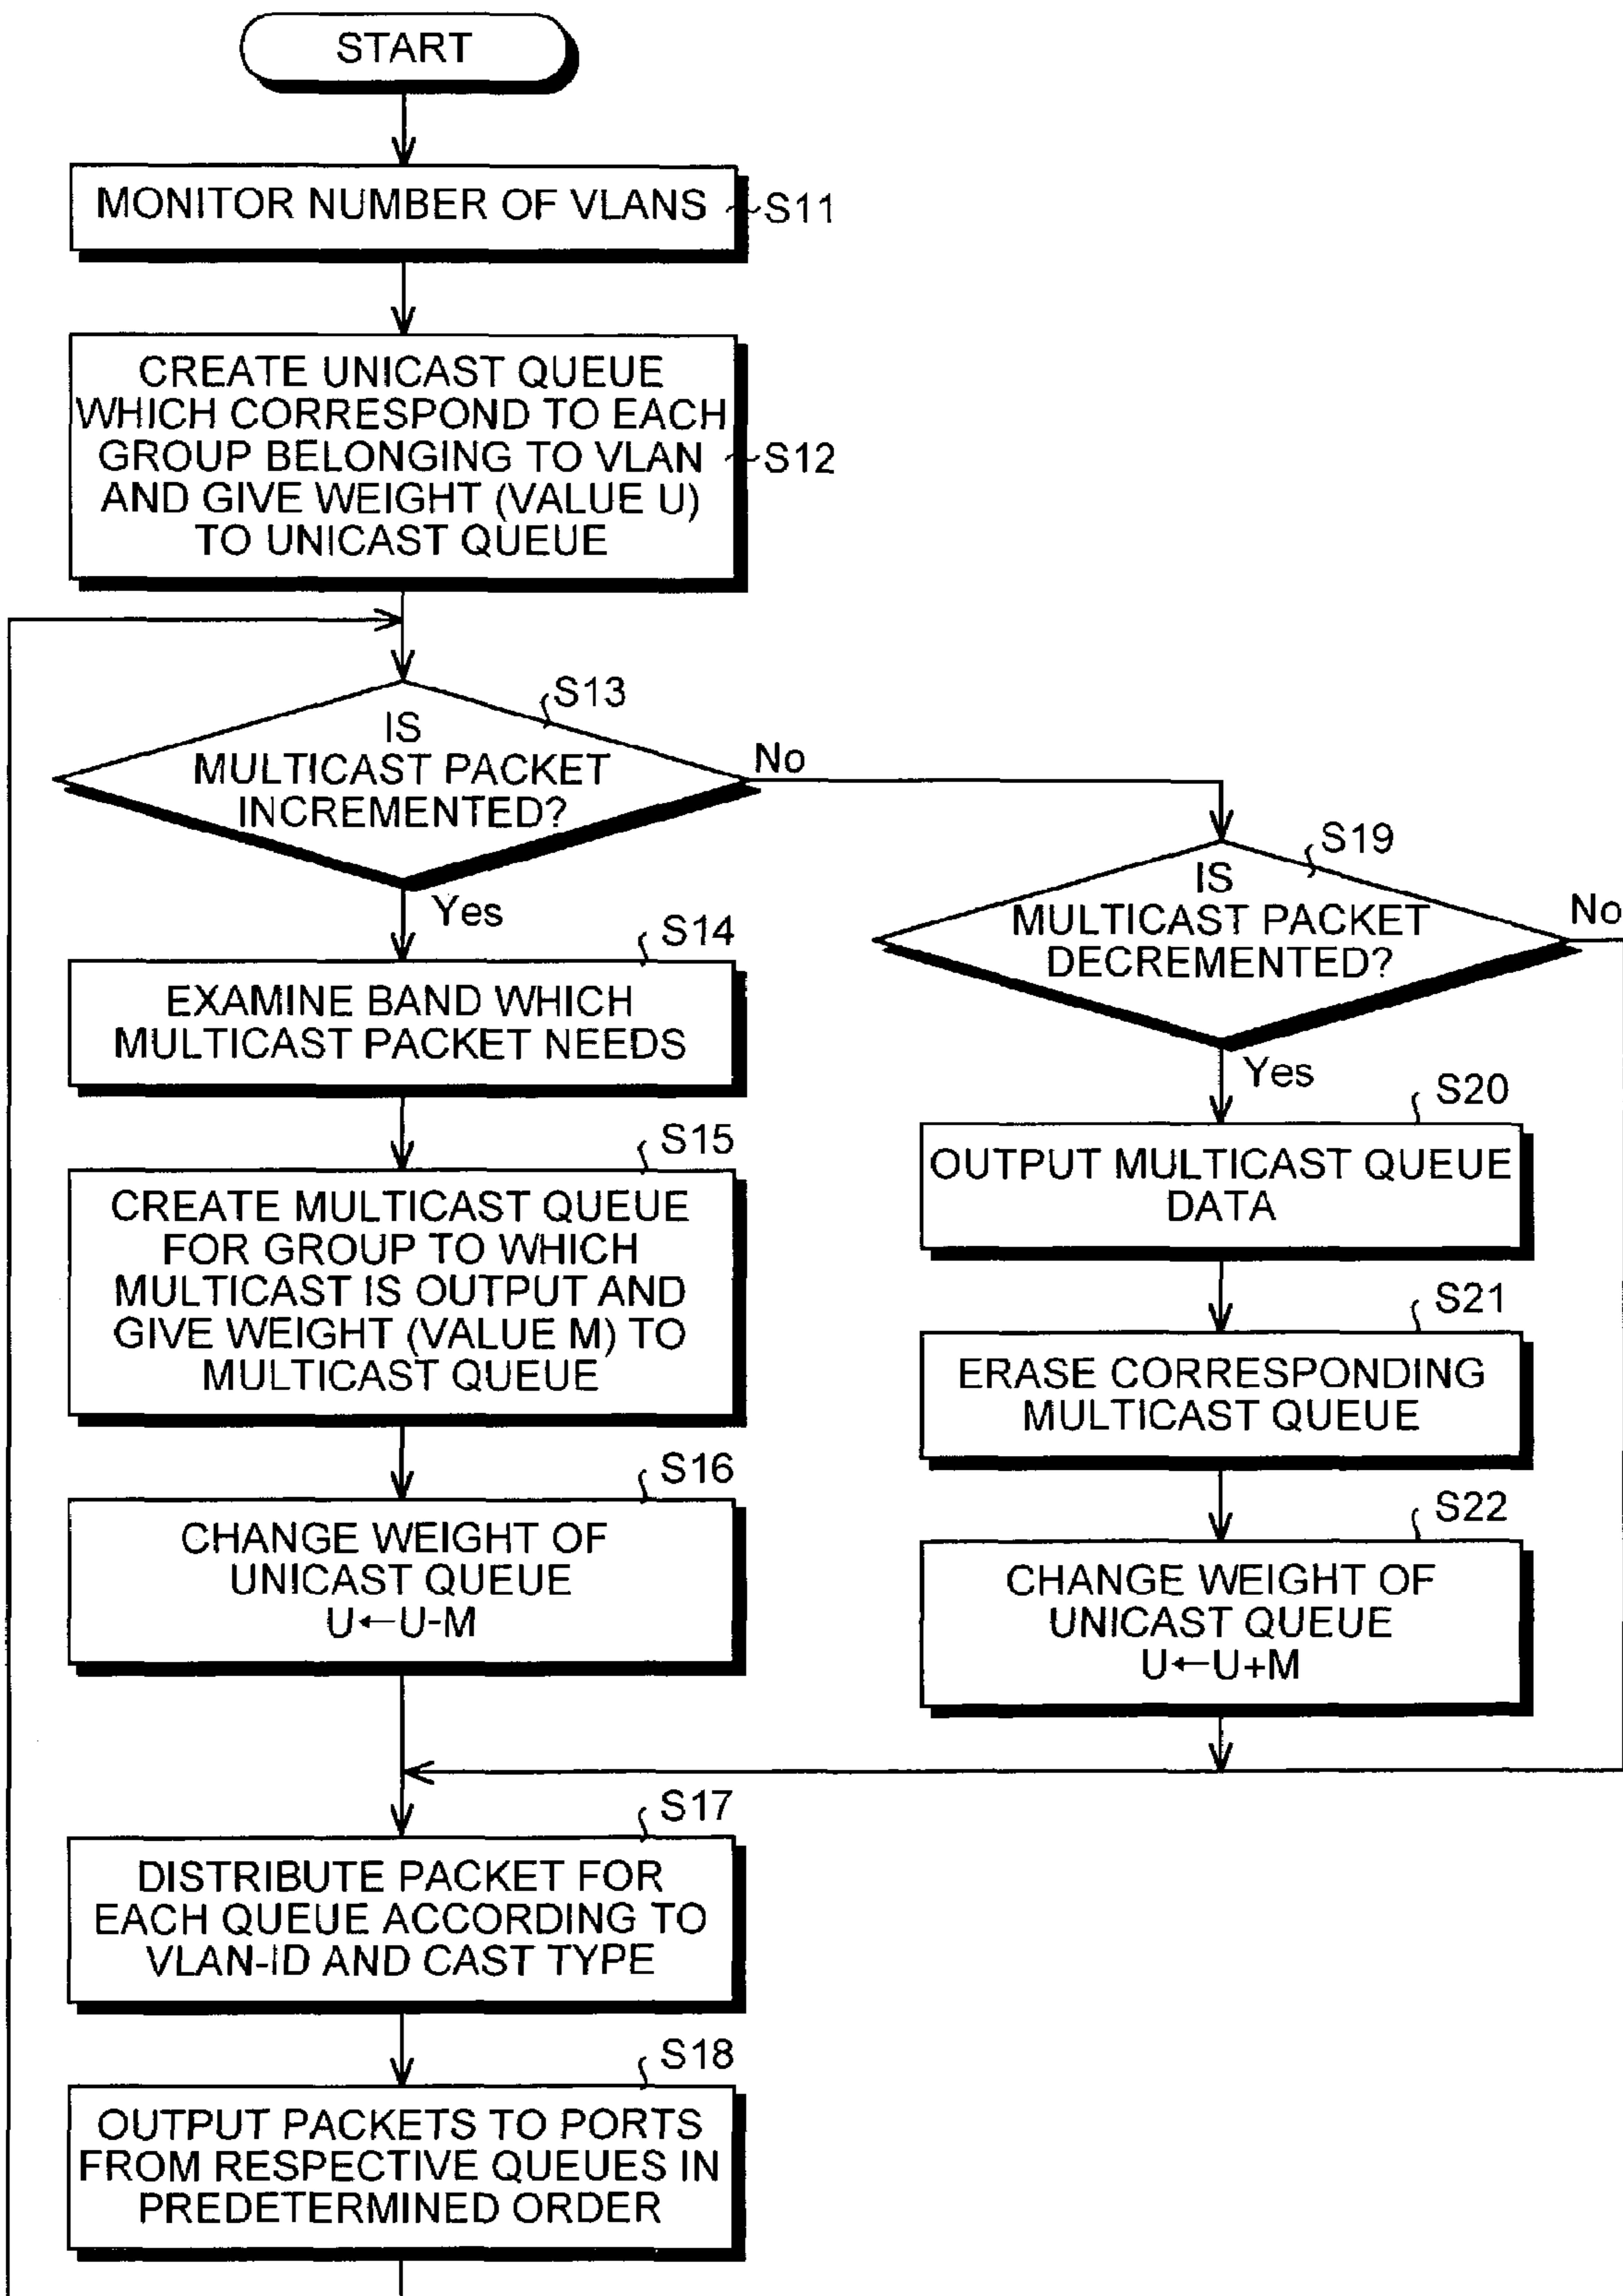 START
MONITOR NUMBER OF VLANS
S11
CREATE UNICAST QUEUE
WHICH CORRESPOND TO EACH
GROUP BELONGING TO VLAN
AND GIVE WEIGHT (VALUE U)
TO UNICAST QUEUE
S12
S13
IS
MULTICAST PACKET
INCREMENTED?
No
Yes
S14
EXAMINE BAND WHICH
MULTICAST PACKET NEEDS
S15
CREATE MULTICAST QUEUE
FOR GROUP TO WHICH
MULTICAST IS OUTPUT AND
GIVE WEIGHT (VALUE M) TO
MULTICAST QUEUE
S16
CHANGE WEIGHT OF
UNICAST QUEUE
U←U-M
S19
IS
MULTICAST PACKET
DECREMENTED?
No
Yes
S20
OUTPUT MULTICAST QUEUE
DATA
S21
ERASE CORRESPONDING
MULTICAST QUEUE
S22
CHANGE WEIGHT OF
UNICAST QUEUE
U←U+M
S17
DISTRIBUTE PACKET FOR
EACH QUEUE ACCORDING TO
VLAN-ID AND CAST TYPE
S18
OUTPUT PACKETS TO PORTS
FROM RESPECTIVE QUEUES IN
PREDETERMINED ORDER